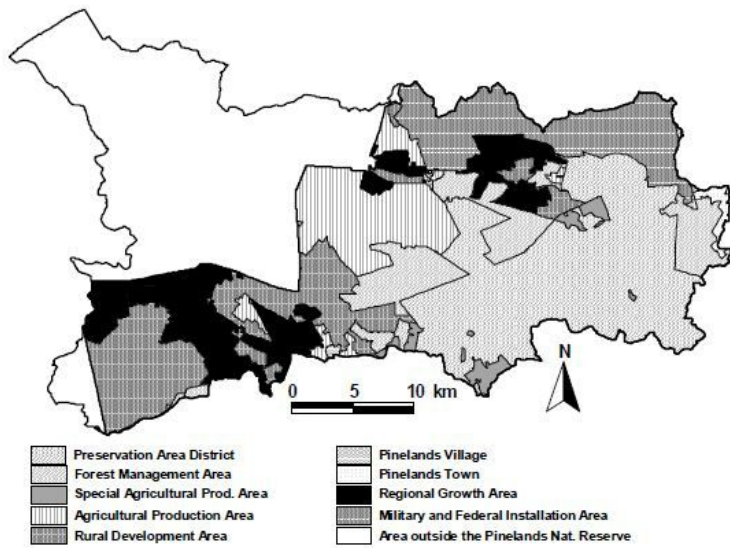 N
0 5 10 km
Preservation Area District
Forest Management Area
Special Agricultural Prod. Area
Agricultural Production Area
Rural Development Area
Pinelands Village
Pinelands Town
Regional Growth Area
Military and Federal Installation Area
Area outside the Pinelands Nat. Reserve